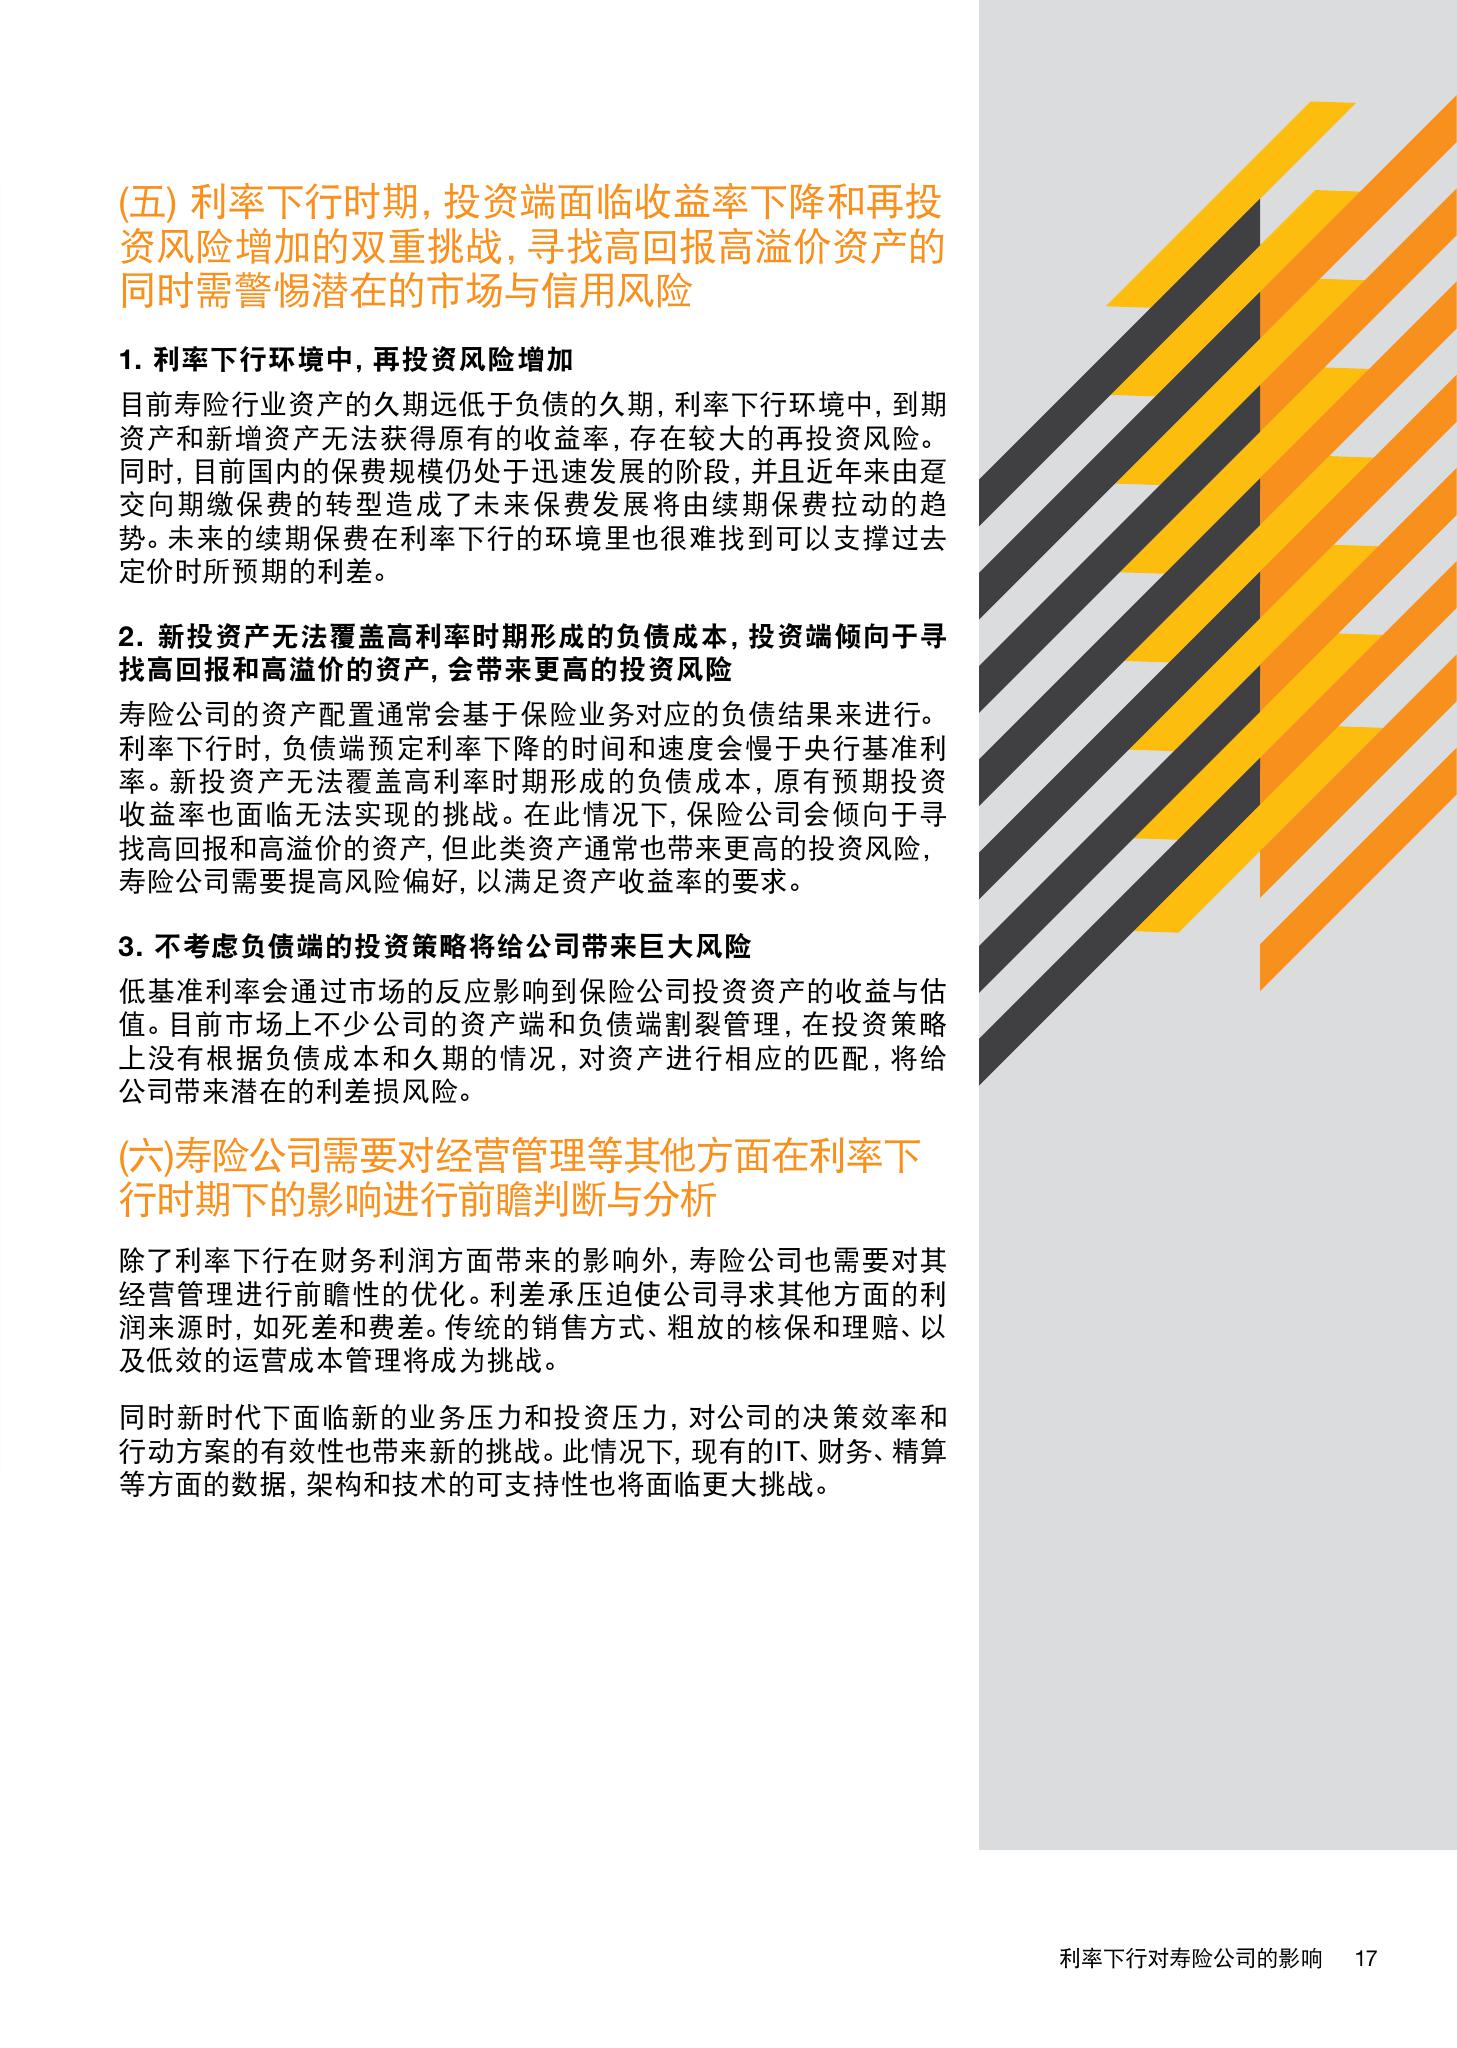 (五) 利率下行时期, 投资端面临收益率下降和再投
资风险增加的双重挑战, 寻找高回报高溢价资产的
同时需警惕潜在的市场与信用风险
1. 利率下行环境中, 再投资风险增加
目前寿险行业资产的久期远低于负债的久期, 利率下行环境中, 到期
资产和新增资产无法获得原有的收益率, 存在较大的再投资风险。
同时, 目前国内的保费规模仍处于迅速发展的阶段, 并且近年来由趸
交向期缴保费的转型造成了未来保费发展将由续期保费拉动的趋
势。未来的续期保费在利率下行的环境里也很难找到可以支撑过去
定价时所预期的利差。
2. 新投资产无法覆盖高利率时期形成的负债成本, 投资端倾向于寻
找高回报和高溢价的资产, 会带来更高的投资风险
寿险公司的资产配置通常会基于保险业务对应的负债结果来进行。
利率下行时, 负债端预定利率下降的时间和速度会慢于央行基准利
率。新投资产无法覆盖高利率时期形成的负债成本, 原有预期投资
收益率也面临无法实现的挑战。在此情况下, 保险公司会倾向于寻
找高回报和高溢价的资产, 但此类资产通常也带来更高的投资风险,
寿险公司需要提高风险偏好, 以满足资产收益率的要求。
3. 不考虑负债端的投资策略将给公司带来巨大风险
低基准利率会通过市场的反应影响到保险公司投资资产的收益与估
值。目前市场上不少公司的资产端和负债端割裂管理, 在投资策略
上没有根据负债成本和久期的情况, 对资产进行相应的匹配, 将给
公司带来潜在的利差损风险。
(六)寿险公司需要对经营管理等其他方面在利率下
行时期下的影响进行前瞻判断与分析
除了利率下行在财务利润方面带来的影响外, 寿险公司也需要对其
经营管理进行前瞻性的优化。利差承压迫使公司寻求其他方面的利
润来源时, 如死差和费差。传统的销售方式、粗放的核保和理赔、以
及低效的运营成本管理将成为挑战。
同时新时代下面临新的业务压力和投资压力, 对公司的决策效率和
行动方案的有效性也带来新的挑战。此情况下, 现有的IT、财务、精算
等方面的数据, 架构和技术的可支持性也将面临更大挑战。
利率下行对寿险公司的影响 17